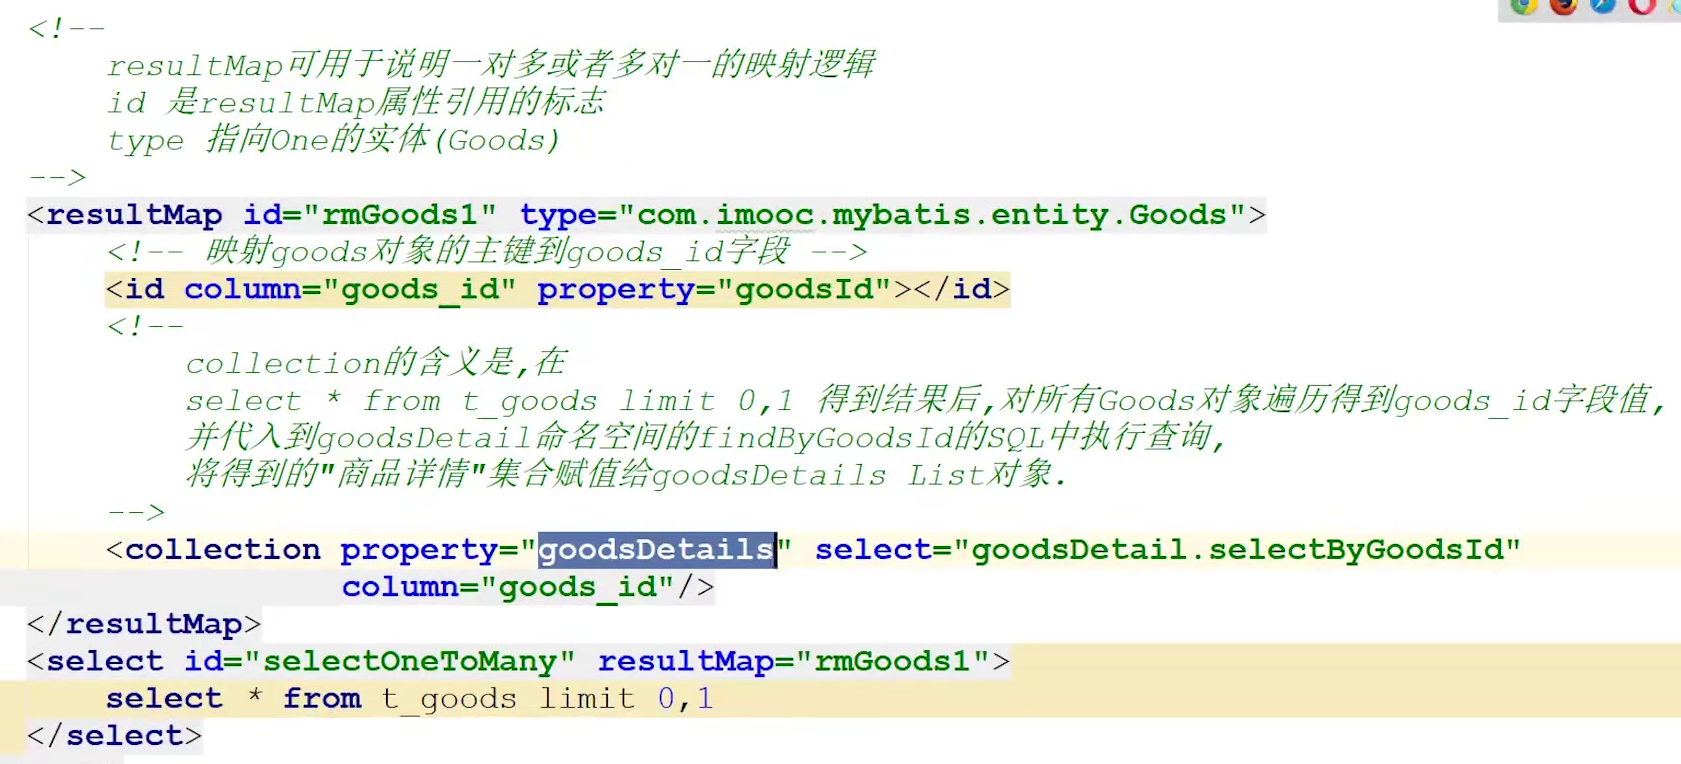 <!--
    resultMap可用于说明一对多或者多对一的映射逻辑
    id 是resultMap属性引用的标志
    type 指向One的实体(Goods)
-->
<resultMap id="rmGoods1" type="com.imooc.mybatis.entity.Goods">
    <!-- 映射goods对象的主键到goods_id字段 -->
    <id column="goods_id" property="goodsId"></id>
    <!--
        collection的含义是,在
        select * from t_goods limit 0,1 得到结果后,对所有Goods对象遍历得到goods_id字段值,
        并代入到goodsDetail命名空间的findByGoodsId的SQL中执行查询,
        将得到的"商品详情"集合赋值给goodsDetails List对象.
    -->
    <collection property="goodsDetails" select="goodsDetail.selectByGoodsId"
                column="goods_id"/>
</resultMap>
<select id="selectOneToMany" resultMap="rmGoods1">
    select * from t_goods limit 0,1
</select>